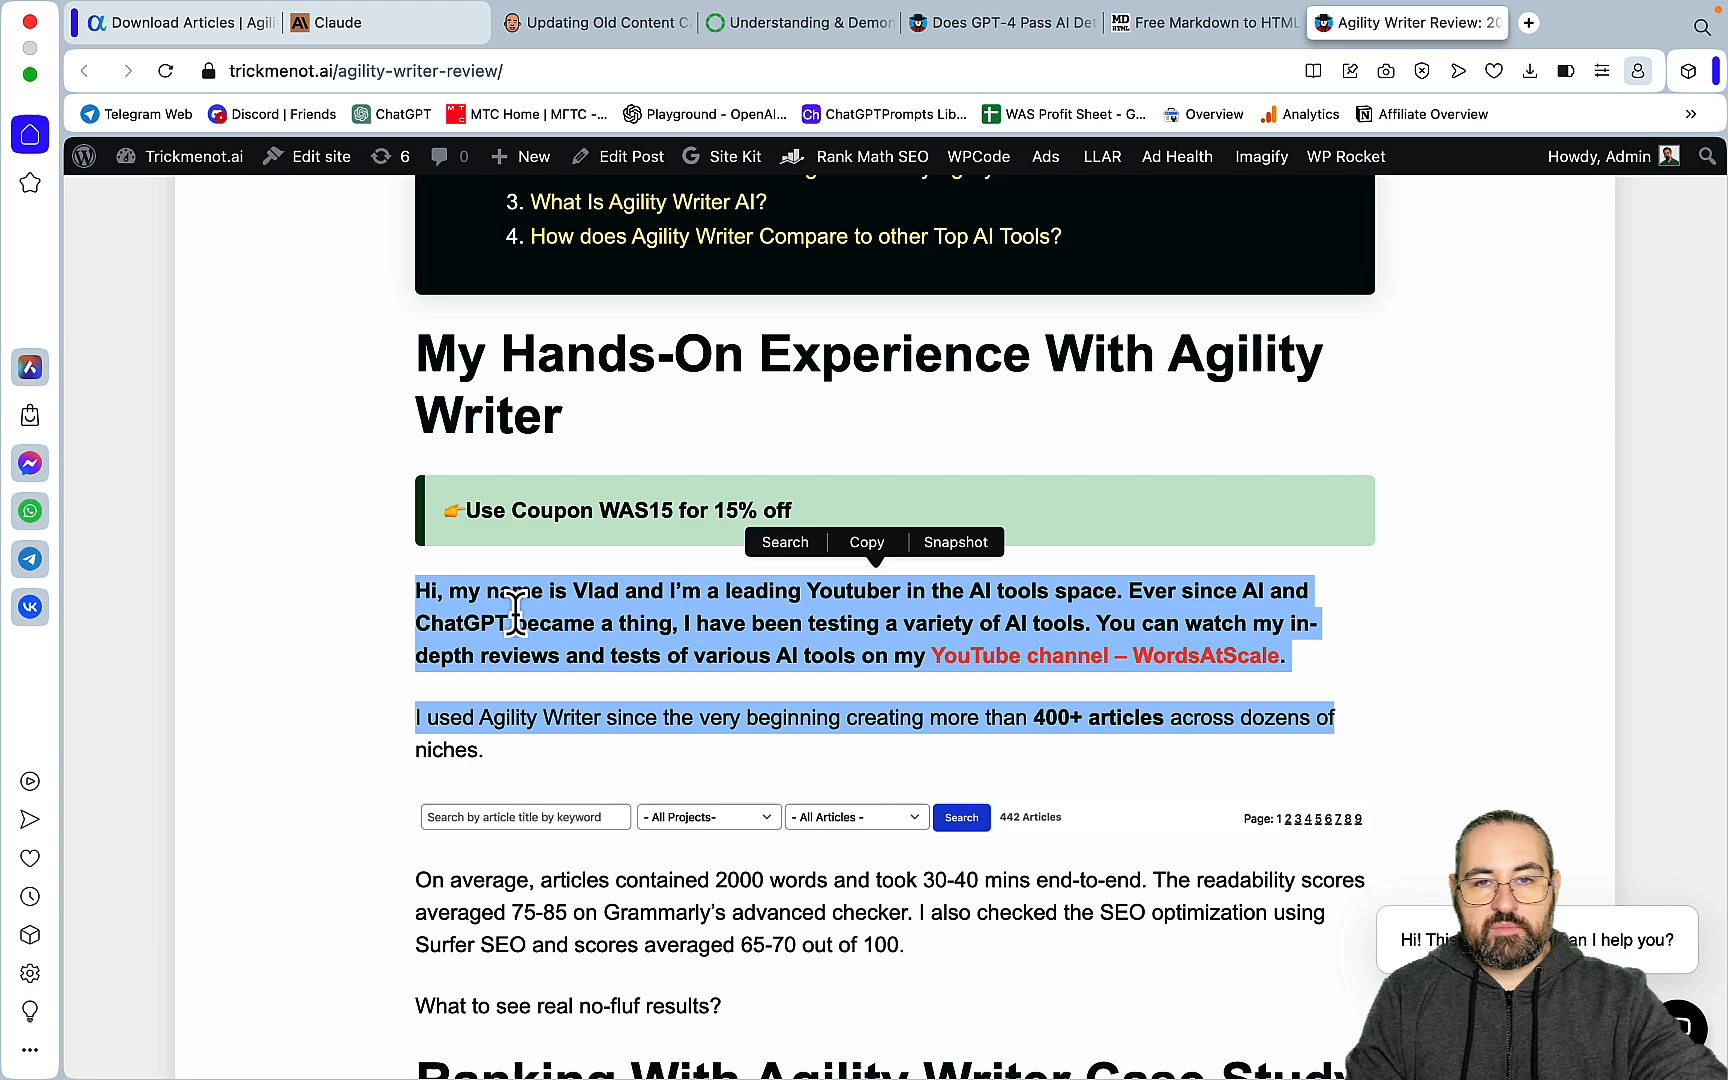 Download Articles | Agili
Claude
Updating Old Content C
Understanding & Demon
Does GPT-4 Pass AI Det
Free Markdown to HTML
Agility Writer Review: 20
trickmenot.ai/agility-writer-review/
Telegram Web
Discord | Friends
ChatGPT
МТС Home | МГТС -...
Playground - OpenAI...
ChatGPTPrompts Lib...
WAS Profit Sheet - G...
Overview
Analytics
Affiliate Overview
Trickmenot.ai
Edit site
6
0
New
Edit Post
Site Kit
Rank Math SEO
WPCode
Ads
LLAR
Ad Health
Imagify
WP Rocket
Howdy, Admin
3. What Is Agility Writer AI?
4. How does Agility Writer Compare to other Top AI Tools?
My Hands-On Experience With Agility
Writer
👉Use Coupon WAS15 for 15% off
Search
Copy
Snapshot
Hi, my name is Vlad and I’m a leading Youtuber in the AI tools space. Ever since AI and
ChatGPT became a thing, I have been testing a variety of AI tools. You can watch my in-
depth reviews and tests of various AI tools on my YouTube channel – WordsAtScale.
I used Agility Writer since the very beginning creating more than 400+ articles across dozens of
niches.
Search by article title by keyword
- All Projects-
- All Articles -
Search
442 Articles
Page: 1 2 3 4 5 6 7 8 9
On average, articles contained 2000 words and took 30-40 mins end-to-end. The readability scores
averaged 75-85 on Grammarly’s advanced checker. I also checked the SEO optimization using
Surfer SEO and scores averaged 65-70 out of 100.
Hi! Thi an I help you?
What to see real no-fluf results?
Ranking With Agility Writer Case Study